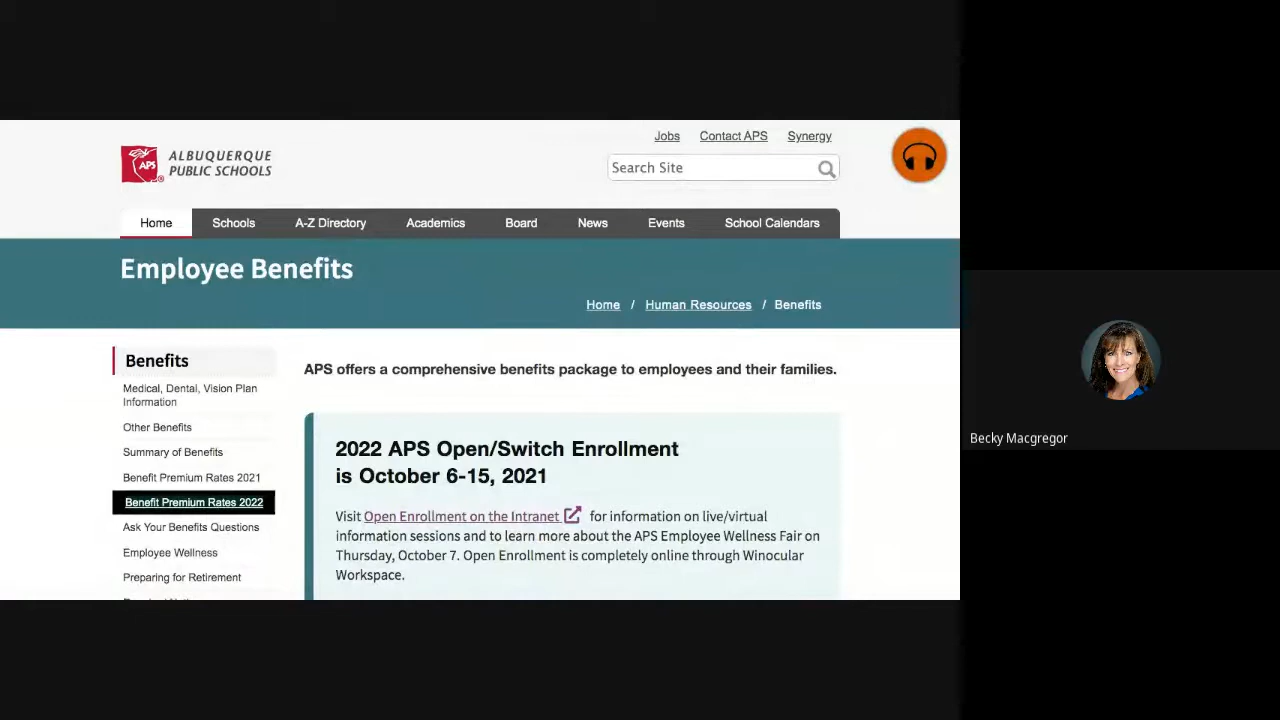 Jobs Contact APS Synergy
APS
ALBUQUERQUE
PUBLIC SCHOOLS
Search Site
Home Schools A-Z Directory Academics Board News Events School Calendars
Employee Benefits
Home / Human Resources / Benefits
Benefits
Medical, Dental, Vision Plan
Information
Other Benefits
Summary of Benefits
Benefit Premium Rates 2021
Benefit Premium Rates 2022
Ask Your Benefits Questions
Employee Wellness
Preparing for Retirement
APS offers a comprehensive benefits package to employees and their families.
2022 APS Open/Switch Enrollment
is October 6-15, 2021
Visit Open Enrollment on the Intranet for information on live/virtual
information sessions and to learn more about the APS Employee Wellness Fair on
Thursday, October 7. Open Enrollment is completely online through Winocular
Workspace.
Becky Macgregor